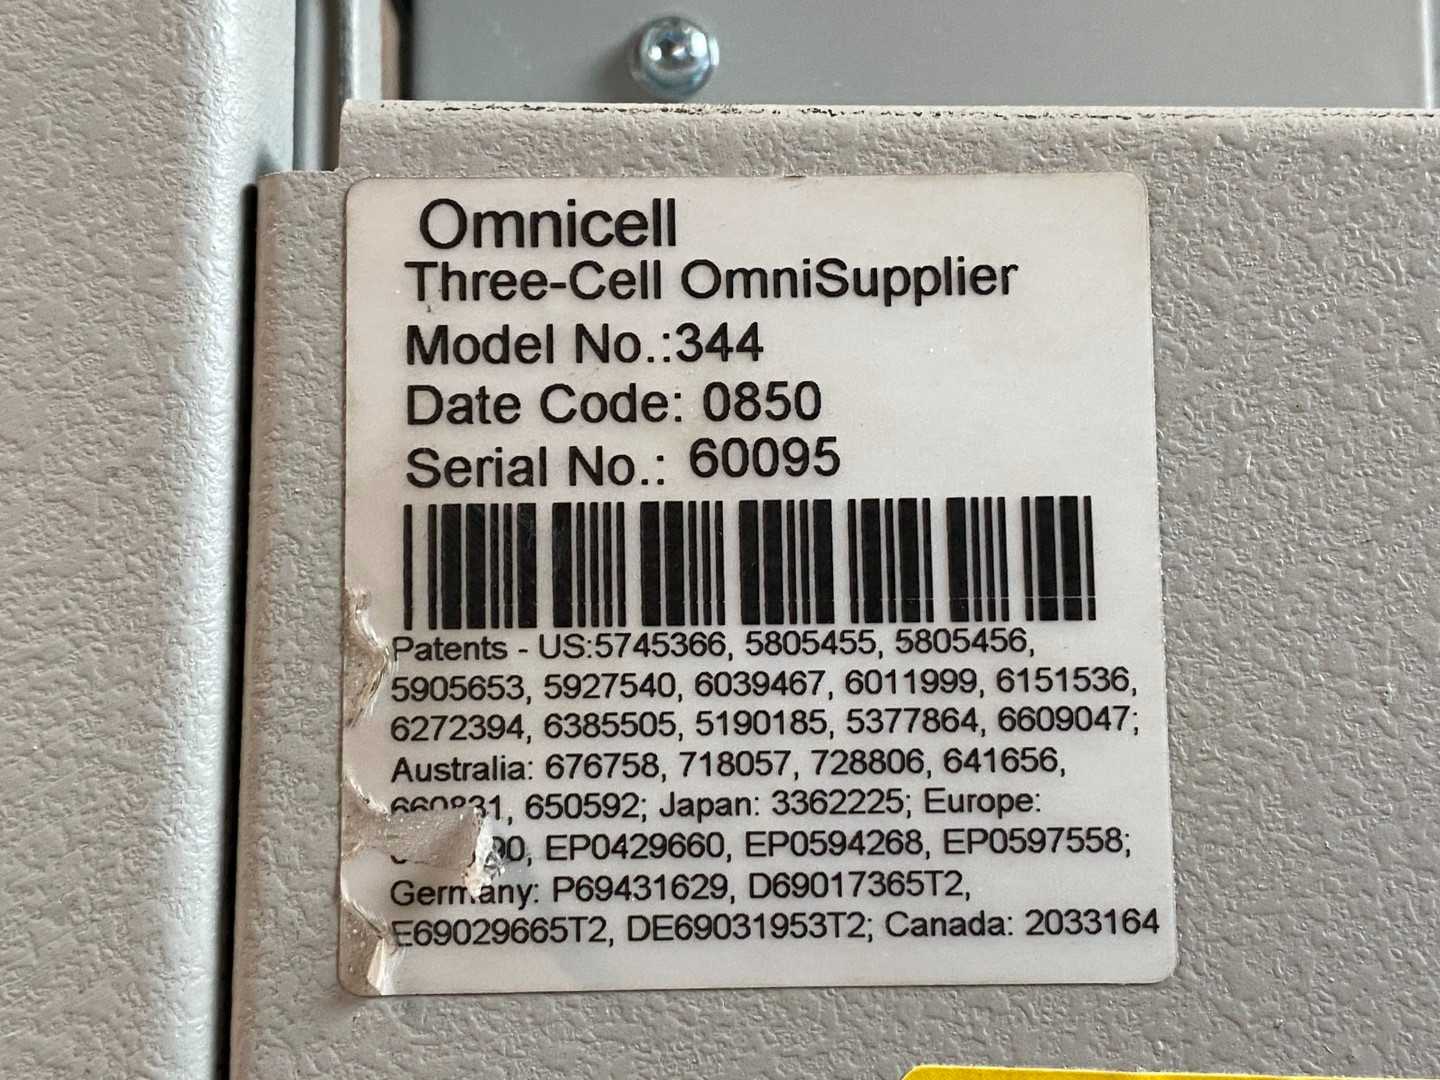 Omnicell
Three-Cell OmniSupplier
Model No.:344
Date Code: 0850
Serial No.: 60095
Patents - US:5745366, 5805455, 5805456,
5905653, 5927540, 6039467, 6011999, 6151536,
6272394, 6385505, 5190185, 5377864, 6609047;
Australia: 676758, 718057, 728806, 641656,
650592; Japan: 3362225; Europe:
EP0429660, EP0594268, EP0597558;
Germany: P69431629, D69017365T2,
E69029665T2, DE69031953T2; Canada: 2033164